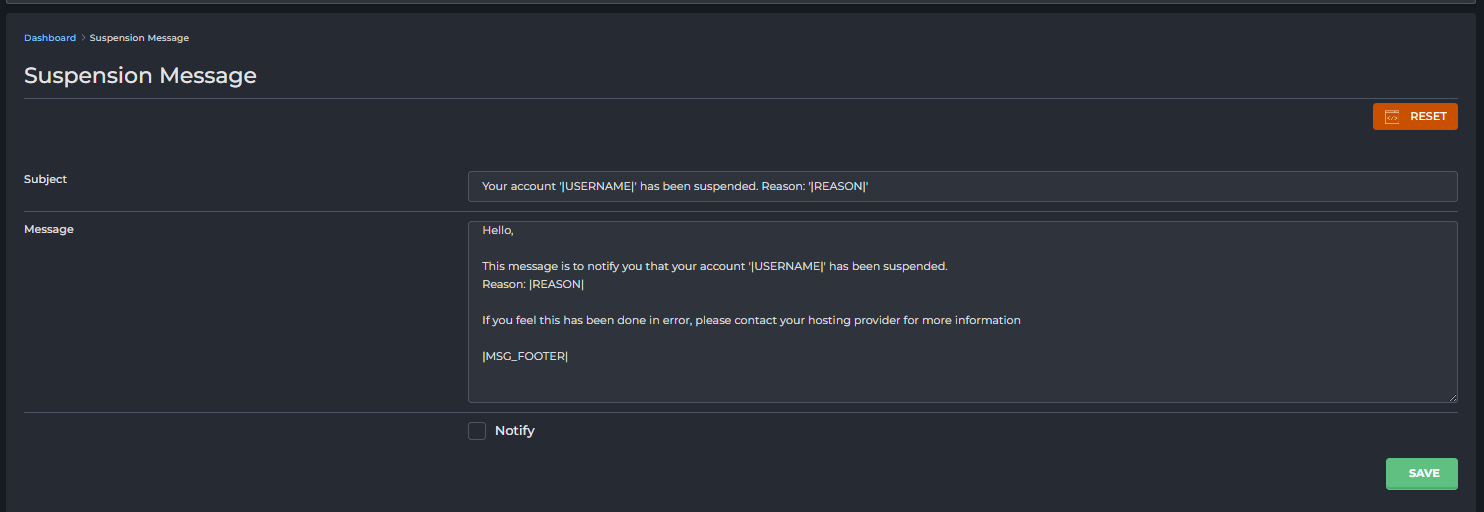 Dashboard > Suspension Message
Suspension Message
RESET
Subject
Your account '|USERNAME|' has been suspended. Reason: '|REASON|'
Message
Hello,
This message is to notify you that your account '|USERNAME|' has been suspended.
Reason: |REASON|
If you feel this has been done in error, please contact your hosting provider for more information
|MSG_FOOTER|
Notify
SAVE